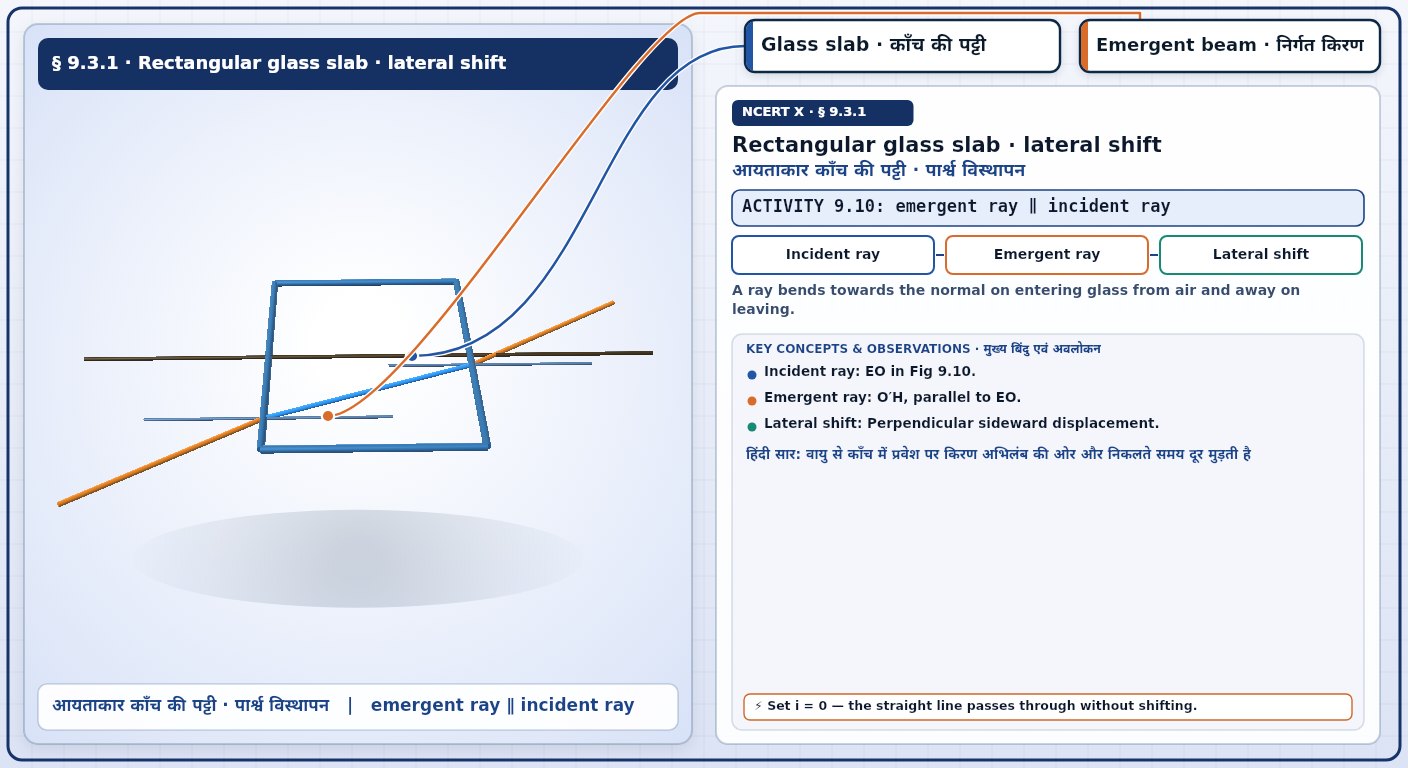 § 9.3.1 · Rectangular glass slab · lateral shift
Glass slab · काँच की पट्टी
Emergent beam · निर्गत किरण
NCERT X · § 9.3.1
Rectangular glass slab · lateral shift
आयताकार काँच की पट्टी · पार्श्व विस्थापन
ACTIVITY 9.10: emergent ray ∥ incident ray
Incident ray
Emergent ray
Lateral shift
A ray bends towards the normal on entering glass from air and away on
leaving.
KEY CONCEPTS & OBSERVATIONS · मुख्य बिंदु एवं अवलोकन
Incident ray: EO in Fig 9.10.
Emergent ray: O′H, parallel to EO.
Lateral shift: Perpendicular sideward displacement.
हिंदी सार: वायु से काँच में प्रवेश पर किरण अभिलंब की ओर और निकलते समय दूर मुड़ती है
⚡ Set i = 0 — the straight line passes through without shifting.
आयताकार काँच की पट्टी · पार्श्व विस्थापन | emergent ray ∥ incident ray